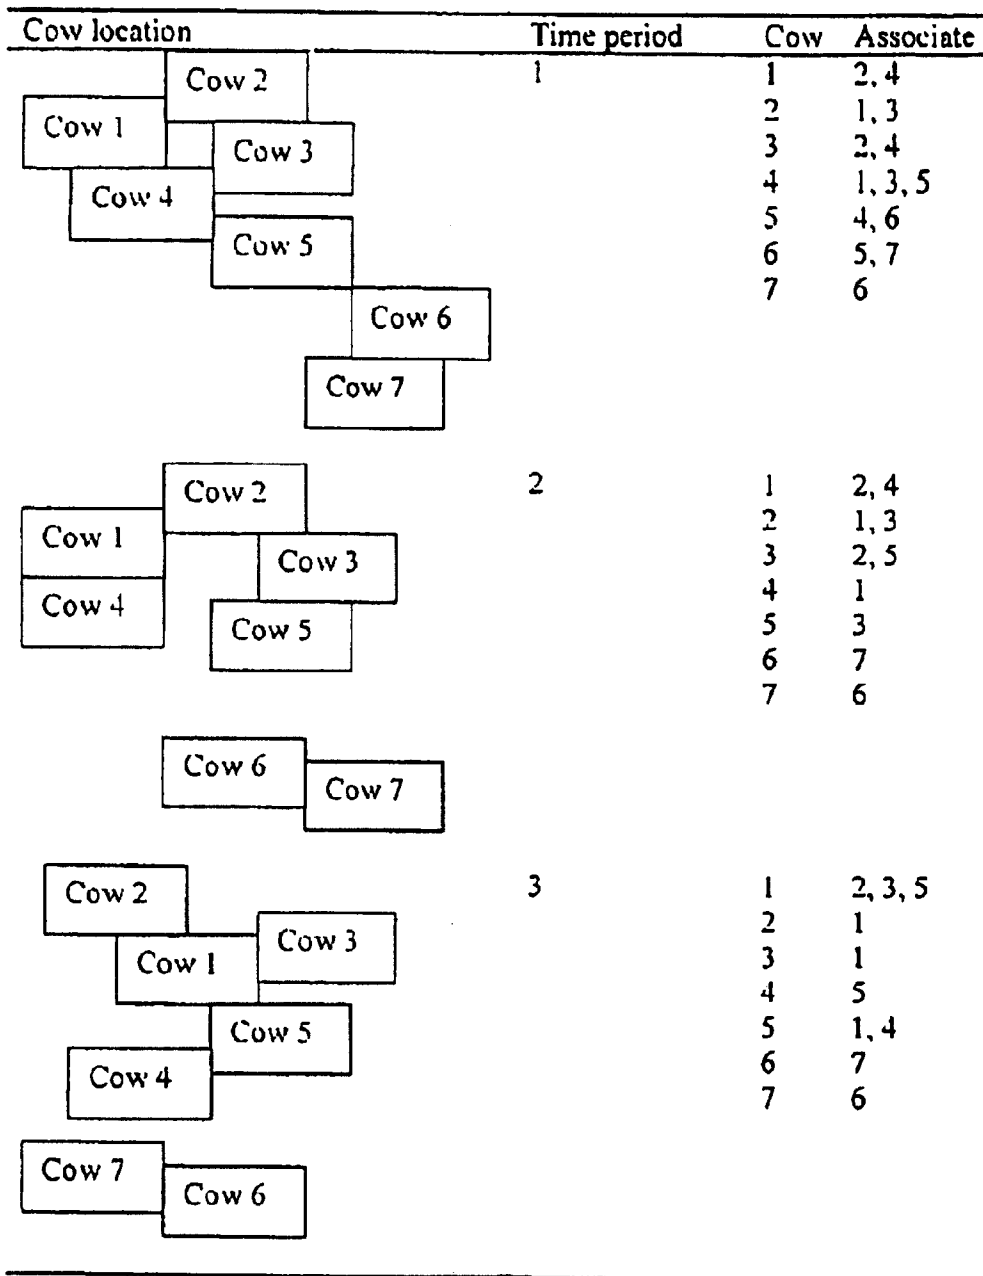 Cow location Time period Cow Associate
Cow 2 1 1 2, 4
Cow 1 2 1, 3
Cow 3 3 2, 4
Cow 4 4 1, 3, 5
Cow 5 5 4, 6
6 5, 7
7 6
Cow 6
Cow 7
Cow 2 2 1 2, 4
Cow 1 2 1, 3
Cow 3 3 2, 5
Cow 4 4 1
Cow 5 5 3
6 7
7 6
Cow 6
Cow 7
Cow 2 3 1 2, 3, 5
2 1
Cow 3 3 1
Cow 1 4 5
Cow 5 5 1, 4
Cow 4 6 7
7 6
Cow 7
Cow 6